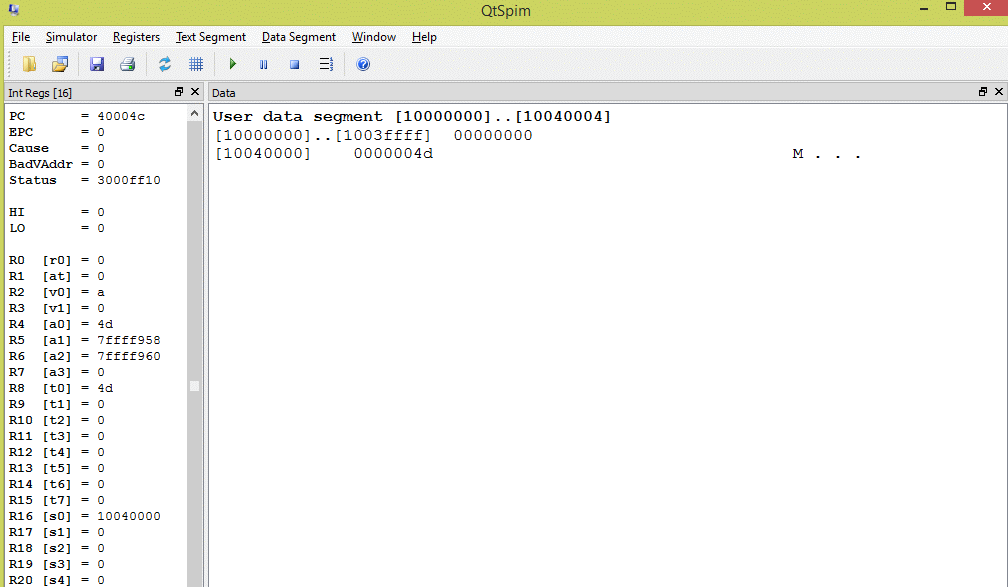 QtSpim
File Simulator Registers Text Segment Data Segment Window Help
Int Regs [16]
PC = 40004c
EPC = 0
Cause = 0
BadVAddr = 0
Status = 3000ff10
HI = 0
LO = 0
R0 [r0] = 0
R1 [at] = 0
R2 [v0] = a
R3 [v1] = 0
R4 [a0] = 4d
R5 [a1] = 7ffff958
R6 [a2] = 7ffff960
R7 [a3] = 0
R8 [t0] = 4d
R9 [t1] = 0
R10 [t2] = 0
R11 [t3] = 0
R12 [t4] = 0
R13 [t5] = 0
R14 [t6] = 0
R15 [t7] = 0
R16 [s0] = 10040000
R17 [s1] = 0
R18 [s2] = 0
R19 [s3] = 0
R20 [s4] = 0
Data
User data segment [10000000]..[10040004]
[10000000]..[1003ffff] 00000000
[10040000] 0000004d M . . .